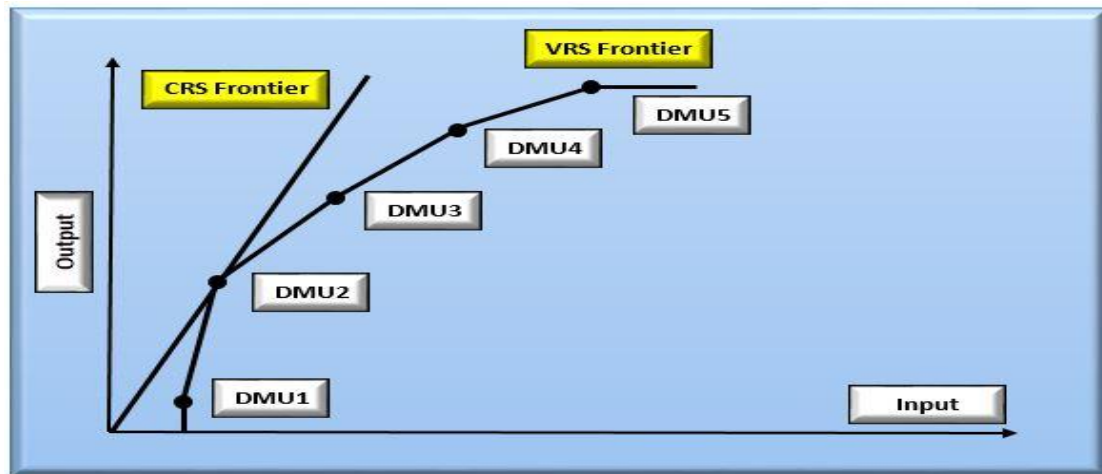 VRS Frontier
CRS Frontier
DMU5
DMU4
DMU3
Output
DMU2
DMU1
Input